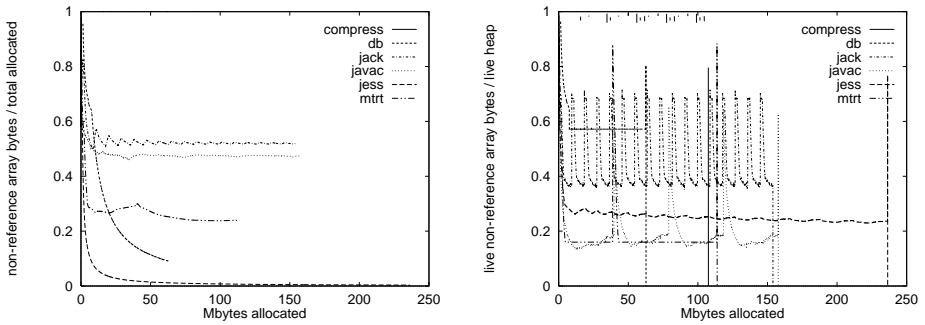 non-reference array bytes / total allocated
1
0.8
0.6
0.4
0.2
0
0
50
100
150
200
250
Mbytes allocated
compress
db
jack
javac
jess
mtrt
live non-reference array bytes / live heap
1
0.8
0.6
0.4
0.2
0
0
50
100
150
200
250
Mbytes allocated
compress
db
jack
javac
jess
mtrt